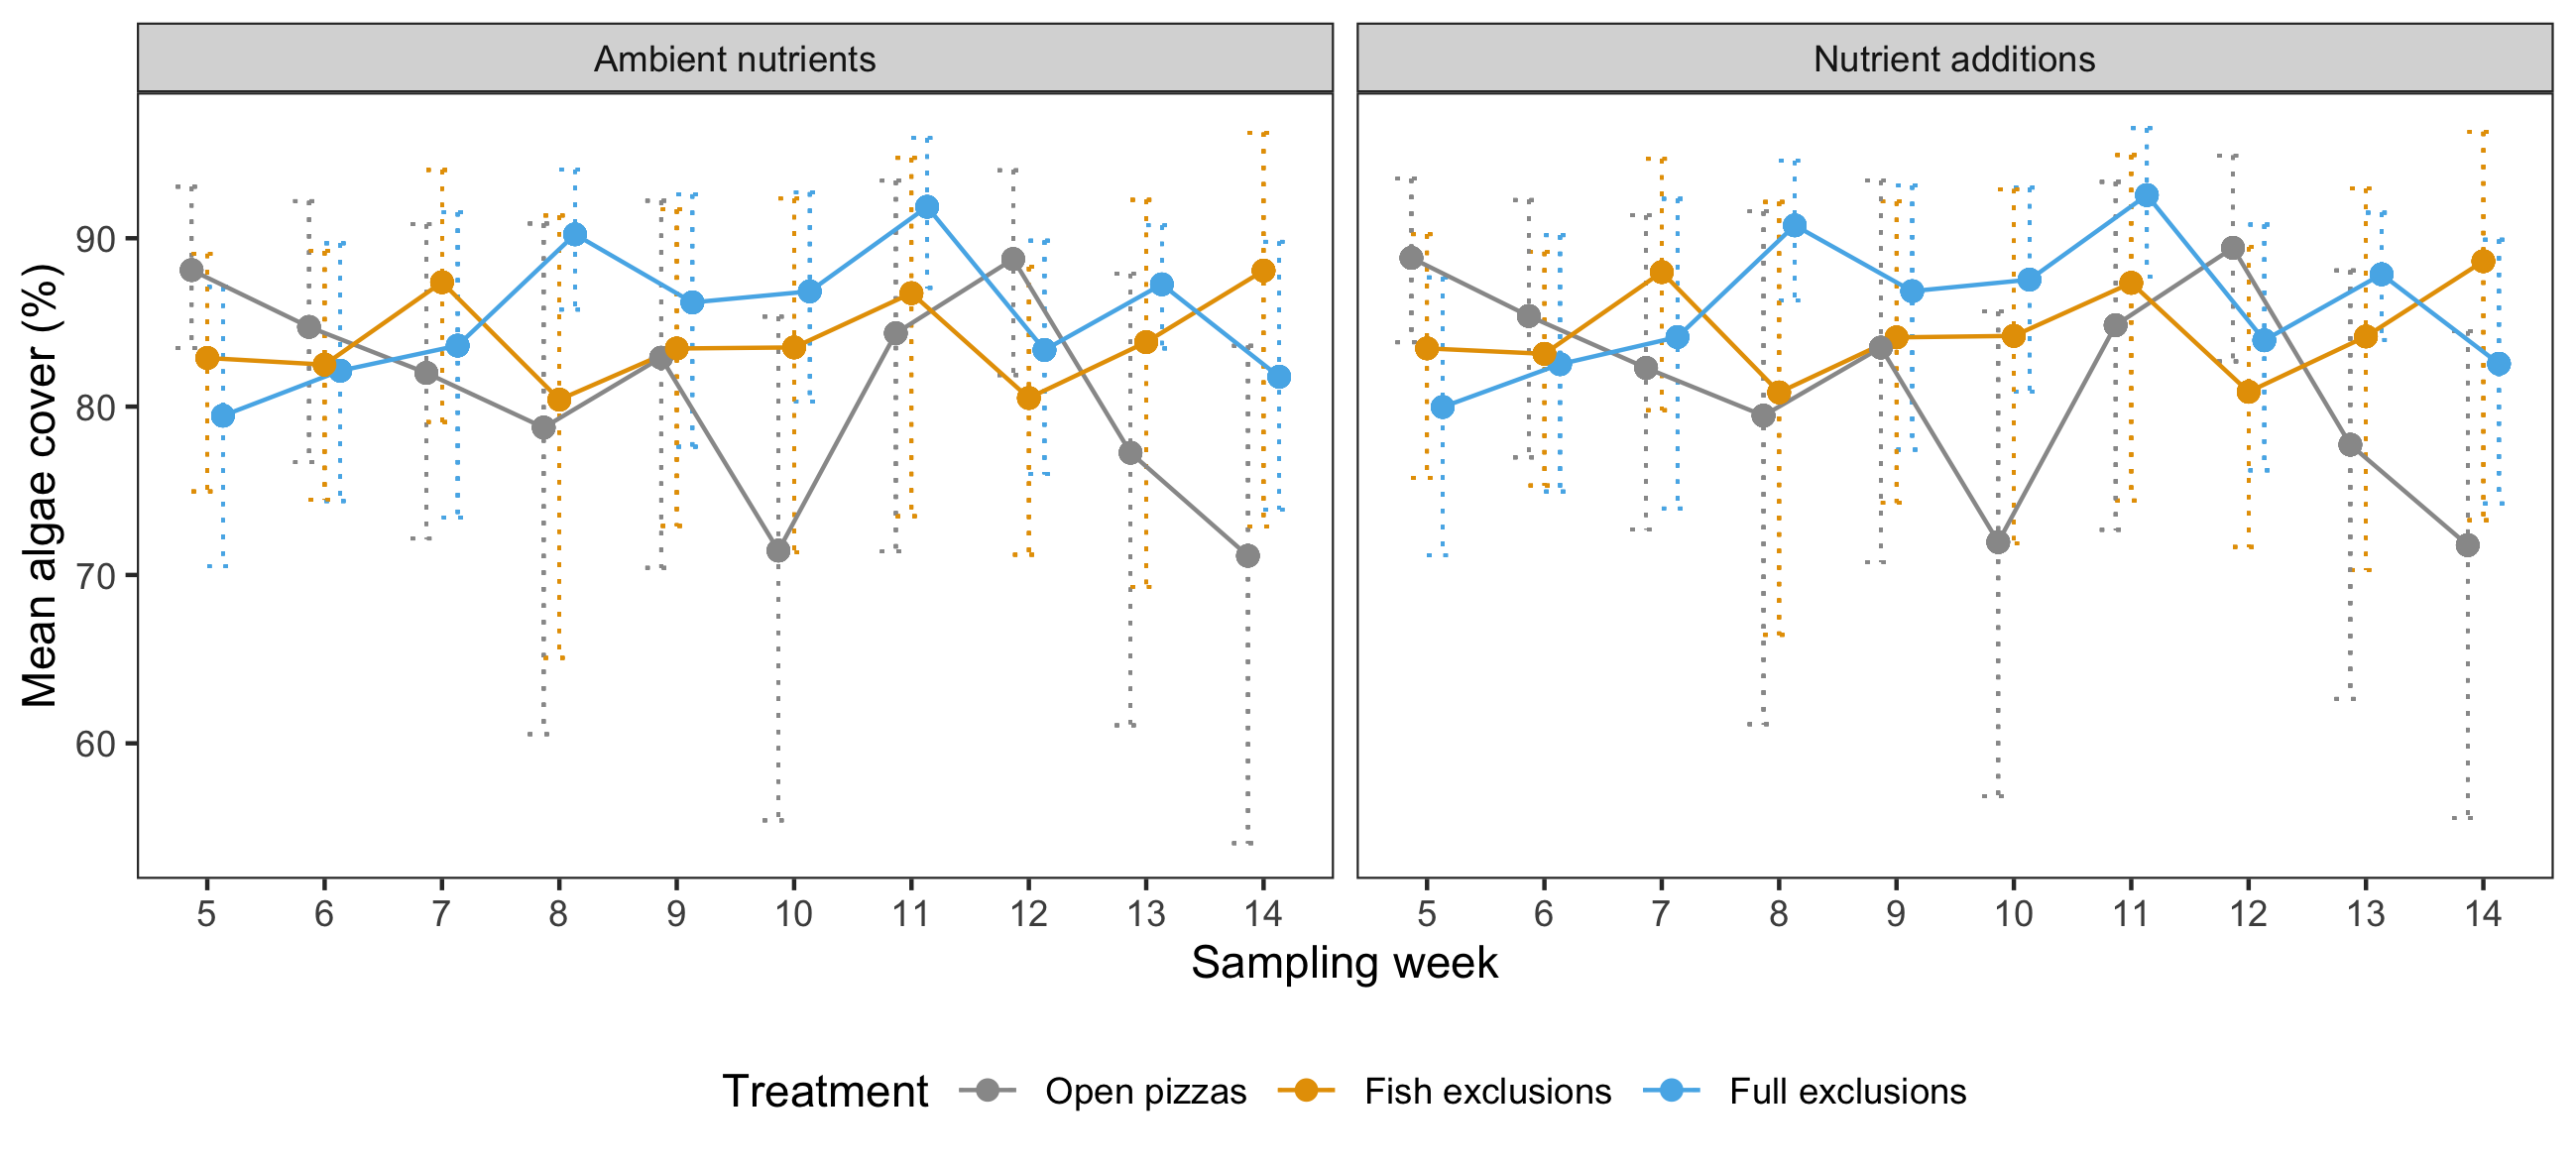 Ambient nutrients
Nutrient additions
Mean algae cover (%)
90
80
70
60
5 6 7 8 9 10 11 12 13 14
5 6 7 8 9 10 11 12 13 14
Sampling week
Treatment Open pizzas Fish exclusions Full exclusions